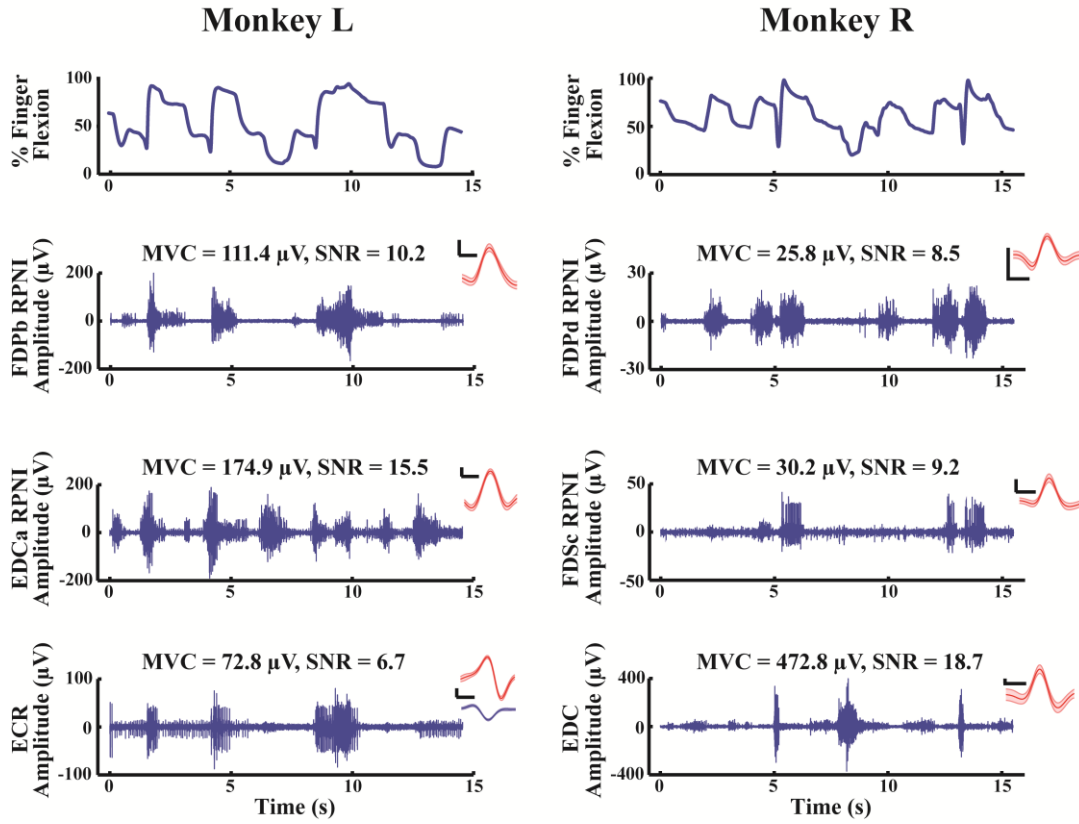 Monkey L
Monkey R
% Finger
Flexion
100
50
0
0 5 10 15
% Finger
Flexion
100
50
0
0 5 10 15
FDPb RPNI
Amplitude (µV)
MVC = 111.4 µV, SNR = 10.2
200
0
-200
0 5 10 15
FDPd RPNI
Amplitude (µV)
MVC = 25.8 µV, SNR = 8.5
30
0
-30
0 5 10 15
EDCa RPNI
Amplitude (µV)
MVC = 174.9 µV, SNR = 15.5
200
0
-200
0 5 10 15
FDSc RPNI
Amplitude (µV)
MVC = 30.2 µV, SNR = 9.2
50
0
-50
0 5 10 15
ECR
Amplitude (µV)
MVC = 72.8 µV, SNR = 6.7
100
0
-100
0 5 10 15
Time (s)
EDC
Amplitude (µV)
MVC = 472.8 µV, SNR = 18.7
400
0
-400
0 5 10 15
Time (s)